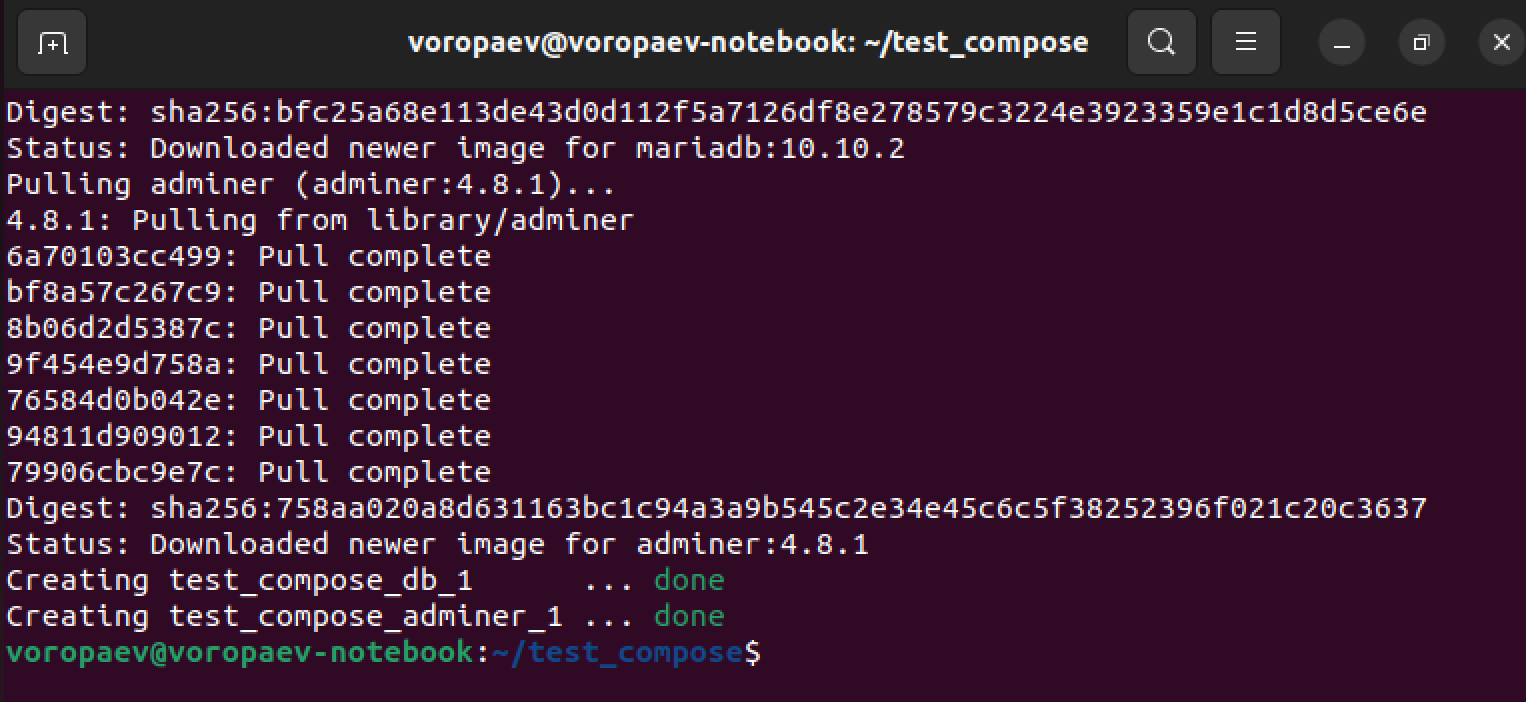 voropaev@voropaev-notebook: ~/test_compose
Digest: sha256:bfc25a68e113de43d0d112f5a7126df8e278579c3224e3923359e1c1d8d5ce6e
Status: Downloaded newer image for mariadb:10.10.2
Pulling adminer (adminer:4.8.1)...
4.8.1: Pulling from library/adminer
6a70103cc499: Pull complete
bf8a57c267c9: Pull complete
8b06d2d5387c: Pull complete
9f454e9d758a: Pull complete
76584d0b042e: Pull complete
94811d909012: Pull complete
79906cbc9e7c: Pull complete
Digest: sha256:758aa020a8d631163bc1c94a3a9b545c2e34e45c6c5f38252396f021c20c3637
Status: Downloaded newer image for adminer:4.8.1
Creating test_compose_db_1      ... done
Creating test_compose_adminer_1 ... done
voropaev@voropaev-notebook:~/test_compose$